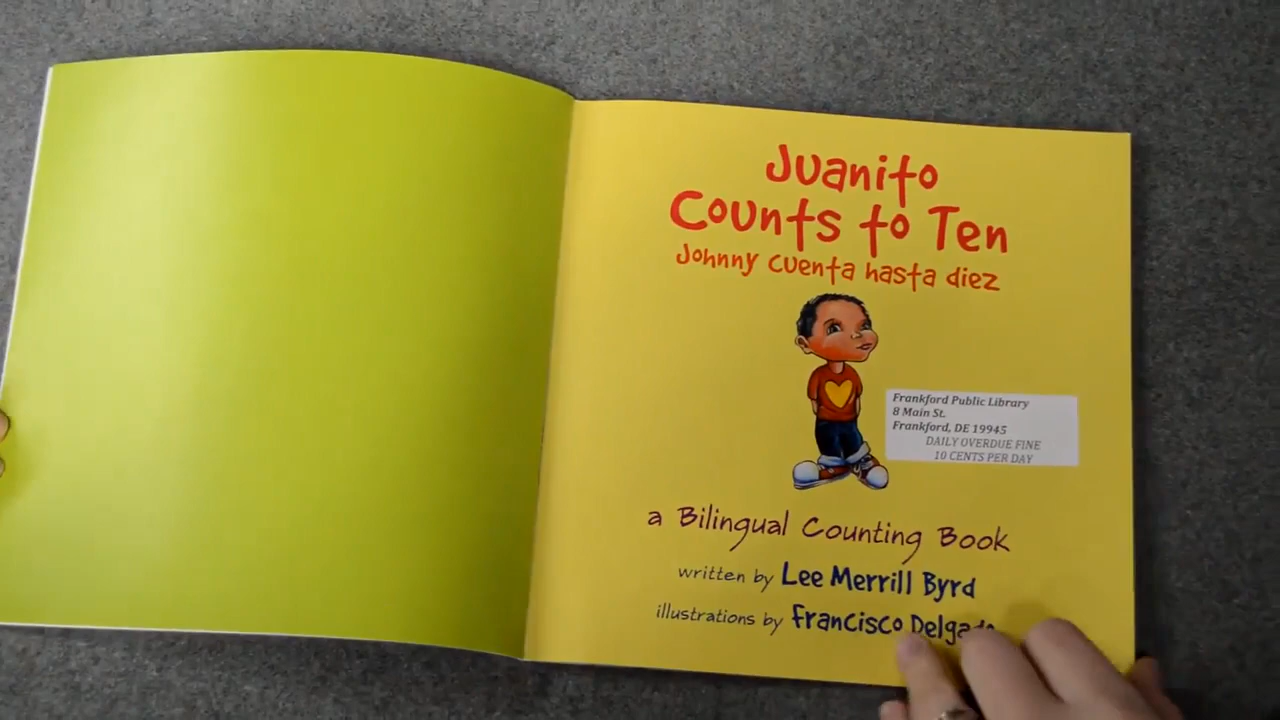 Juanito
Counts to Ten
Johnny cuenta hasta diez
Frankford Public Library
8 Main St.
Frankford, DE 19945
DAILY OVERDUE FINE
10 CENTS PER DAY
a Bilingual Counting Book
written by Lee Merrill Byrd
illustrations by Francisco Delgado